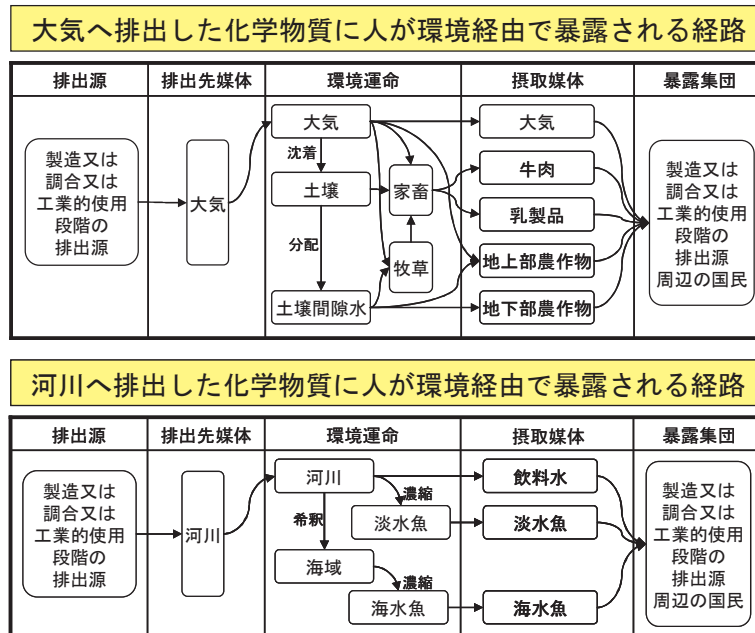 大気へ排出した化学物質に人が環境経由で暴露される経路
排出源
排出先媒体
環境運命
摂取媒体
暴露集団
製造又は
調合又は
工業的使用
段階の
排出源
大気
大気
沈着
土壌
分配
土壌間隙水
家畜
牧草
大気
牛肉
乳製品
地上部農作物
地下部農作物
製造又は
調合又は
工業的使用
段階の
排出源
周辺の国民
河川へ排出した化学物質に人が環境経由で暴露される経路
排出源
排出先媒体
環境運命
摂取媒体
暴露集団
製造又は
調合又は
工業的使用
段階の
排出源
河川
河川
濃縮
希釈
淡水魚
海域
濃縮
海水魚
飲料水
淡水魚
海水魚
製造又は
調合又は
工業的使用
段階の
排出源
周辺の国民